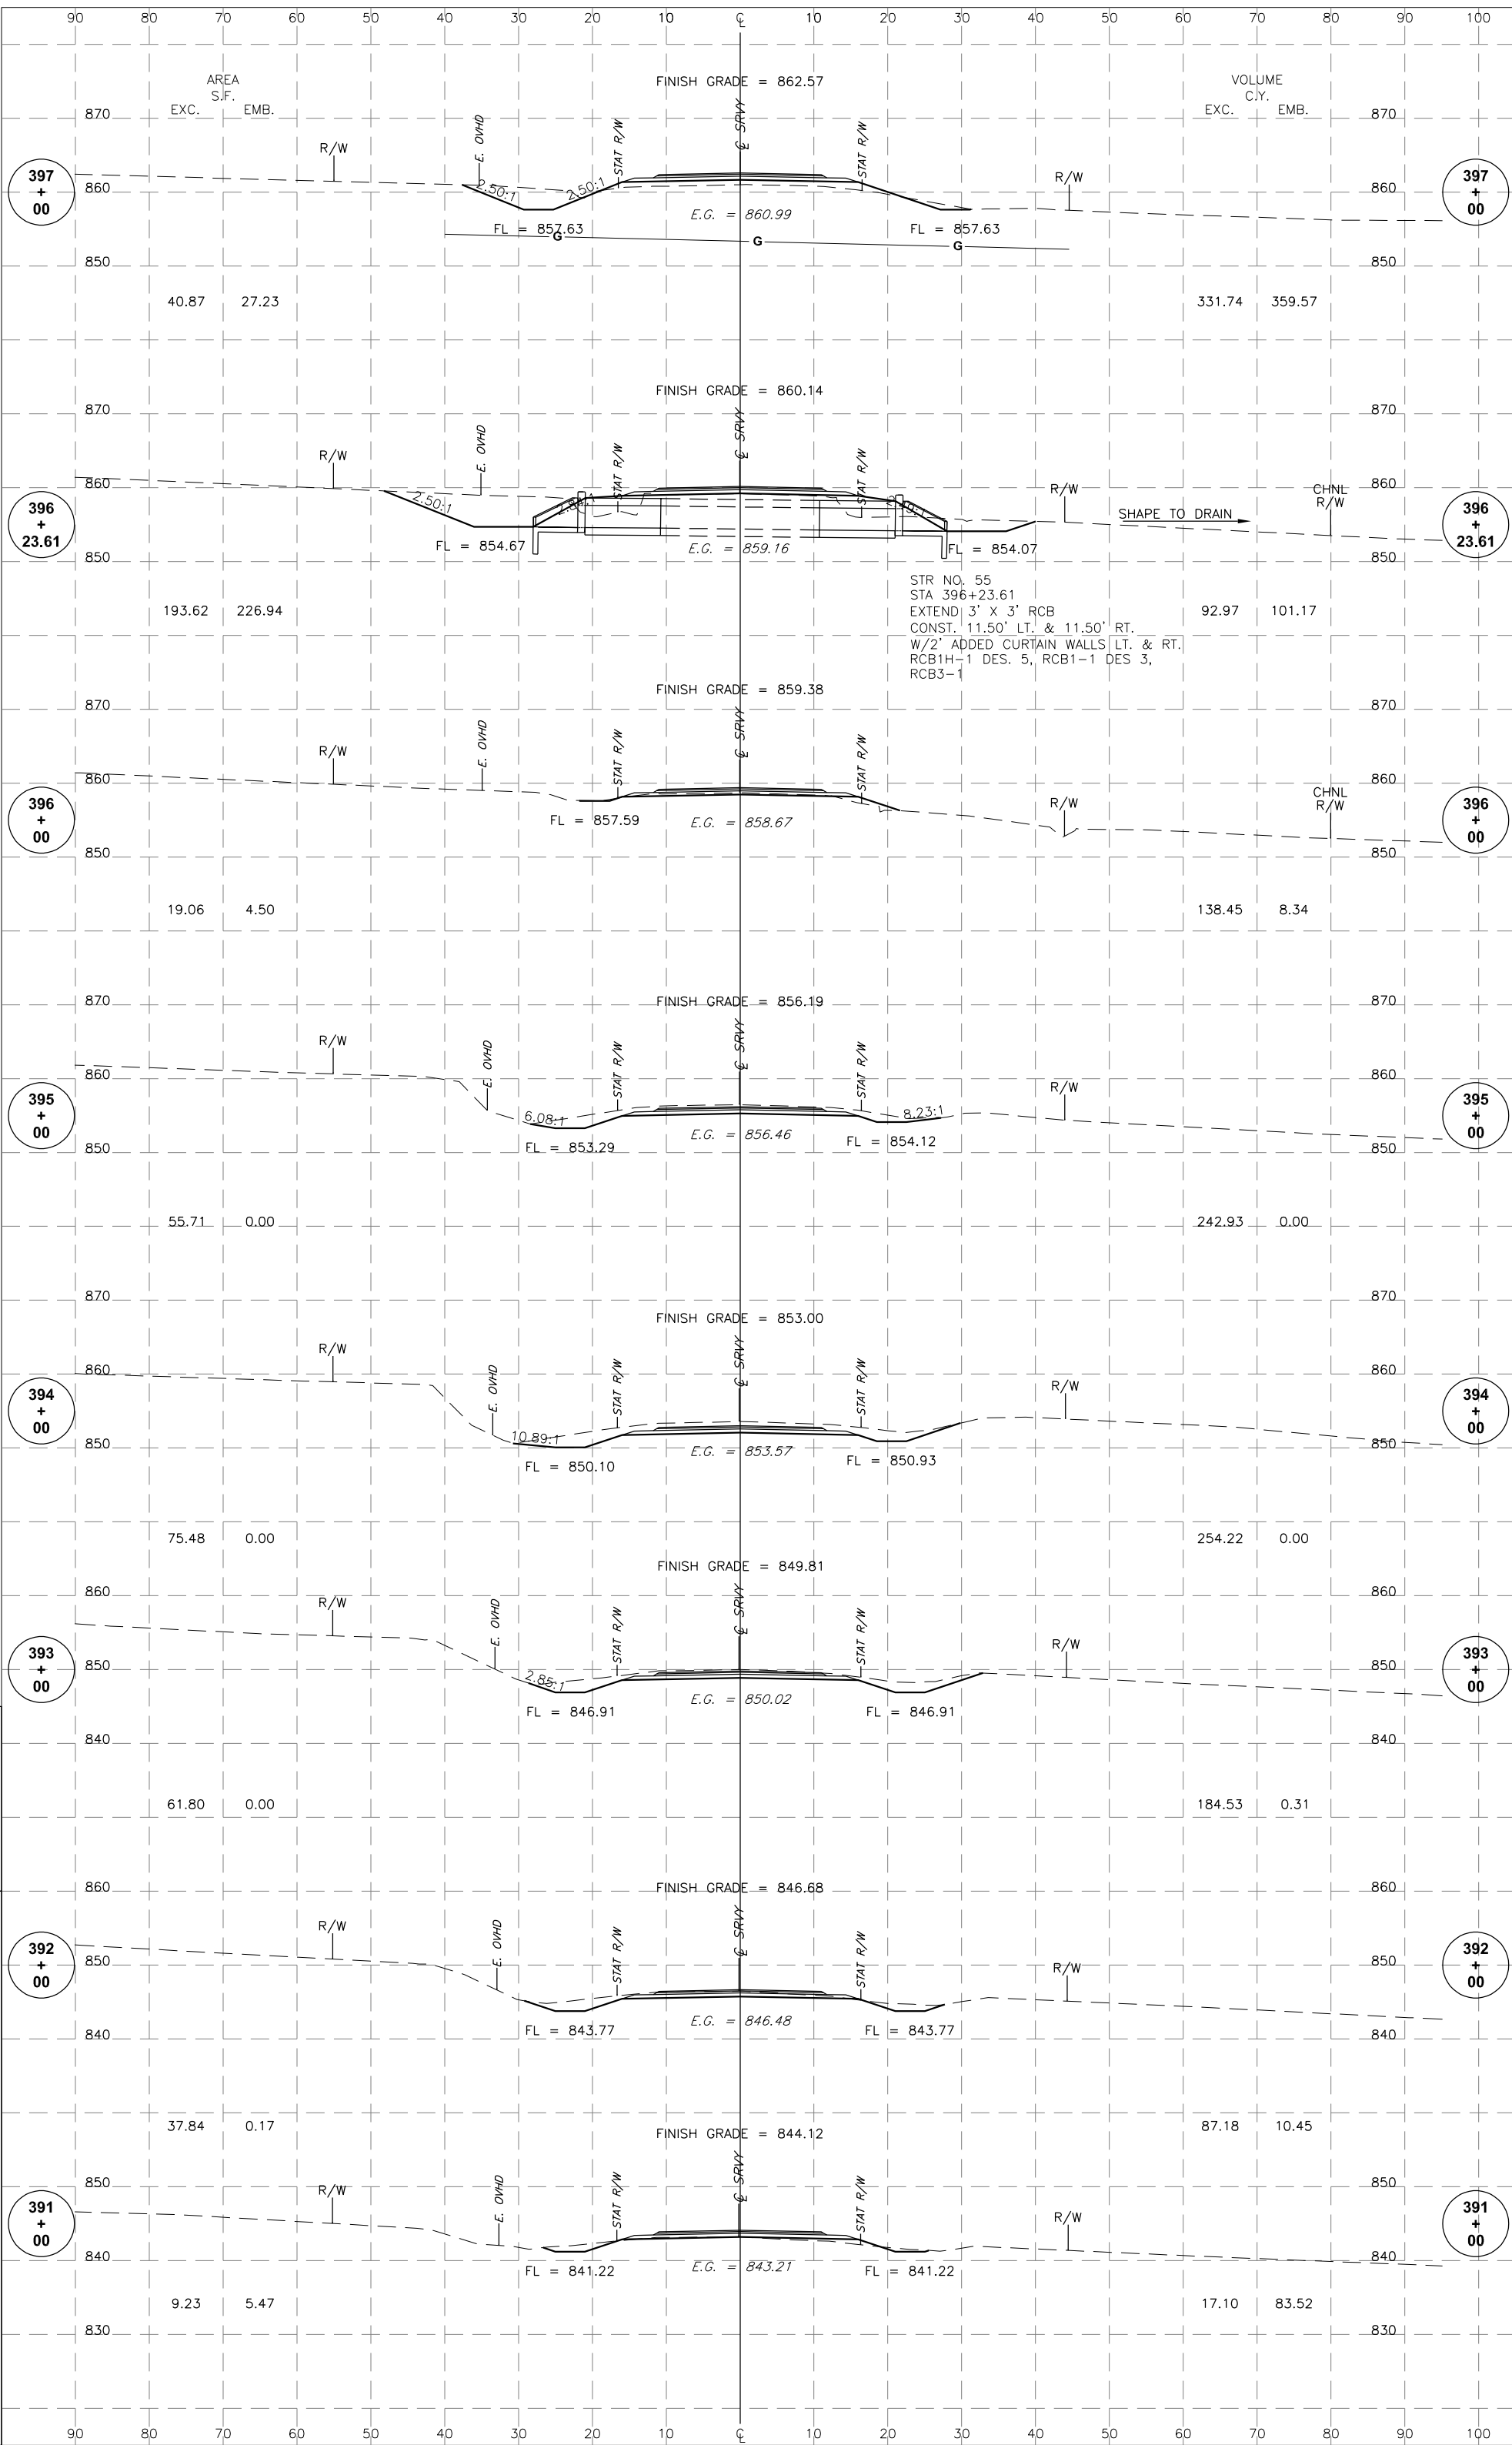 90 80 70 60 50 40 30 20 10 ℄ 10 20 30 40 50 60 70 80 90 100
FINISH GRADE = 862.57
AREA
S.F.
EXC. EMB.
VOLUME
C.Y.
EXC. EMB.
870 870
R/W
E. OVHD
STAT R/W
℄ SRVY
STAT R/W
R/W
397
+
00
860
2.50:1
2.50:1
860
397
+
00
E.G. = 860.99
FL = 857.63
FL = 857.63
G G G
850 850
40.87 27.23 331.74 359.57
FINISH GRADE = 860.14
870 870
R/W
E. OVHD
STAT R/W
℄ SRVY
STAT R/W
R/W
CHNL
R/W
396
+
23.61
860
2.50:1
SHAPE TO DRAIN
860
396
+
23.61
FL = 854.67
E.G. = 859.16
FL = 854.07
850 850
STR NO. 55
STA 396+23.61
EXTEND 3' X 3' RCB
CONST. 11.50' LT. & 11.50' RT.
W/2' ADDED CURTAIN WALLS LT. & RT.
RCB1H-1 DES. 5, RCB1-1 DES 3,
RCB3-1
193.62 226.94 92.97 101.17
FINISH GRADE = 859.38
870 870
R/W
E. OVHD
STAT R/W
℄ SRVY
STAT R/W
R/W
CHNL
R/W
396
+
00
860 860
396
+
00
FL = 857.59
E.G. = 858.67
850 850
19.06 4.50 138.45 8.34
FINISH GRADE = 856.19
870 870
R/W
E. OVHD
STAT R/W
℄ SRVY
STAT R/W
R/W
395
+
00
860 860
6.08:1
8.23:1
395
+
00
FL = 853.29
E.G. = 856.46
FL = 854.12
850 850
55.71 0.00 242.93 0.00
FINISH GRADE = 853.00
870 870
R/W
E. OVHD
STAT R/W
℄ SRVY
STAT R/W
R/W
394
+
00
860 860
394
+
00
850
10.89:1
850
FL = 850.10
E.G. = 853.57
FL = 850.93
75.48 0.00 254.22 0.00
FINISH GRADE = 849.81
860 860
R/W
E. OVHD
STAT R/W
℄ SRVY
STAT R/W
R/W
393
+
00
850
2.85:1
850
393
+
00
FL = 846.91
E.G. = 850.02
FL = 846.91
840 840
61.80 0.00 184.53 0.31
FINISH GRADE = 846.68
860 860
R/W
E. OVHD
STAT R/W
℄ SRVY
STAT R/W
R/W
392
+
00
850 850
392
+
00
FL = 843.77
E.G. = 846.48
FL = 843.77
840 840
37.84 0.17 87.18 10.45
FINISH GRADE = 844.12
850 850
R/W
E. OVHD
STAT R/W
℄ SRVY
STAT R/W
R/W
391
+
00
840 840
391
+
00
FL = 841.22
E.G. = 843.21
FL = 841.22
9.23 5.47 17.10 83.52
830 830
90 80 70 60 50 40 30 20 10 ℄ 10 20 30 40 50 60 70 80 90 100